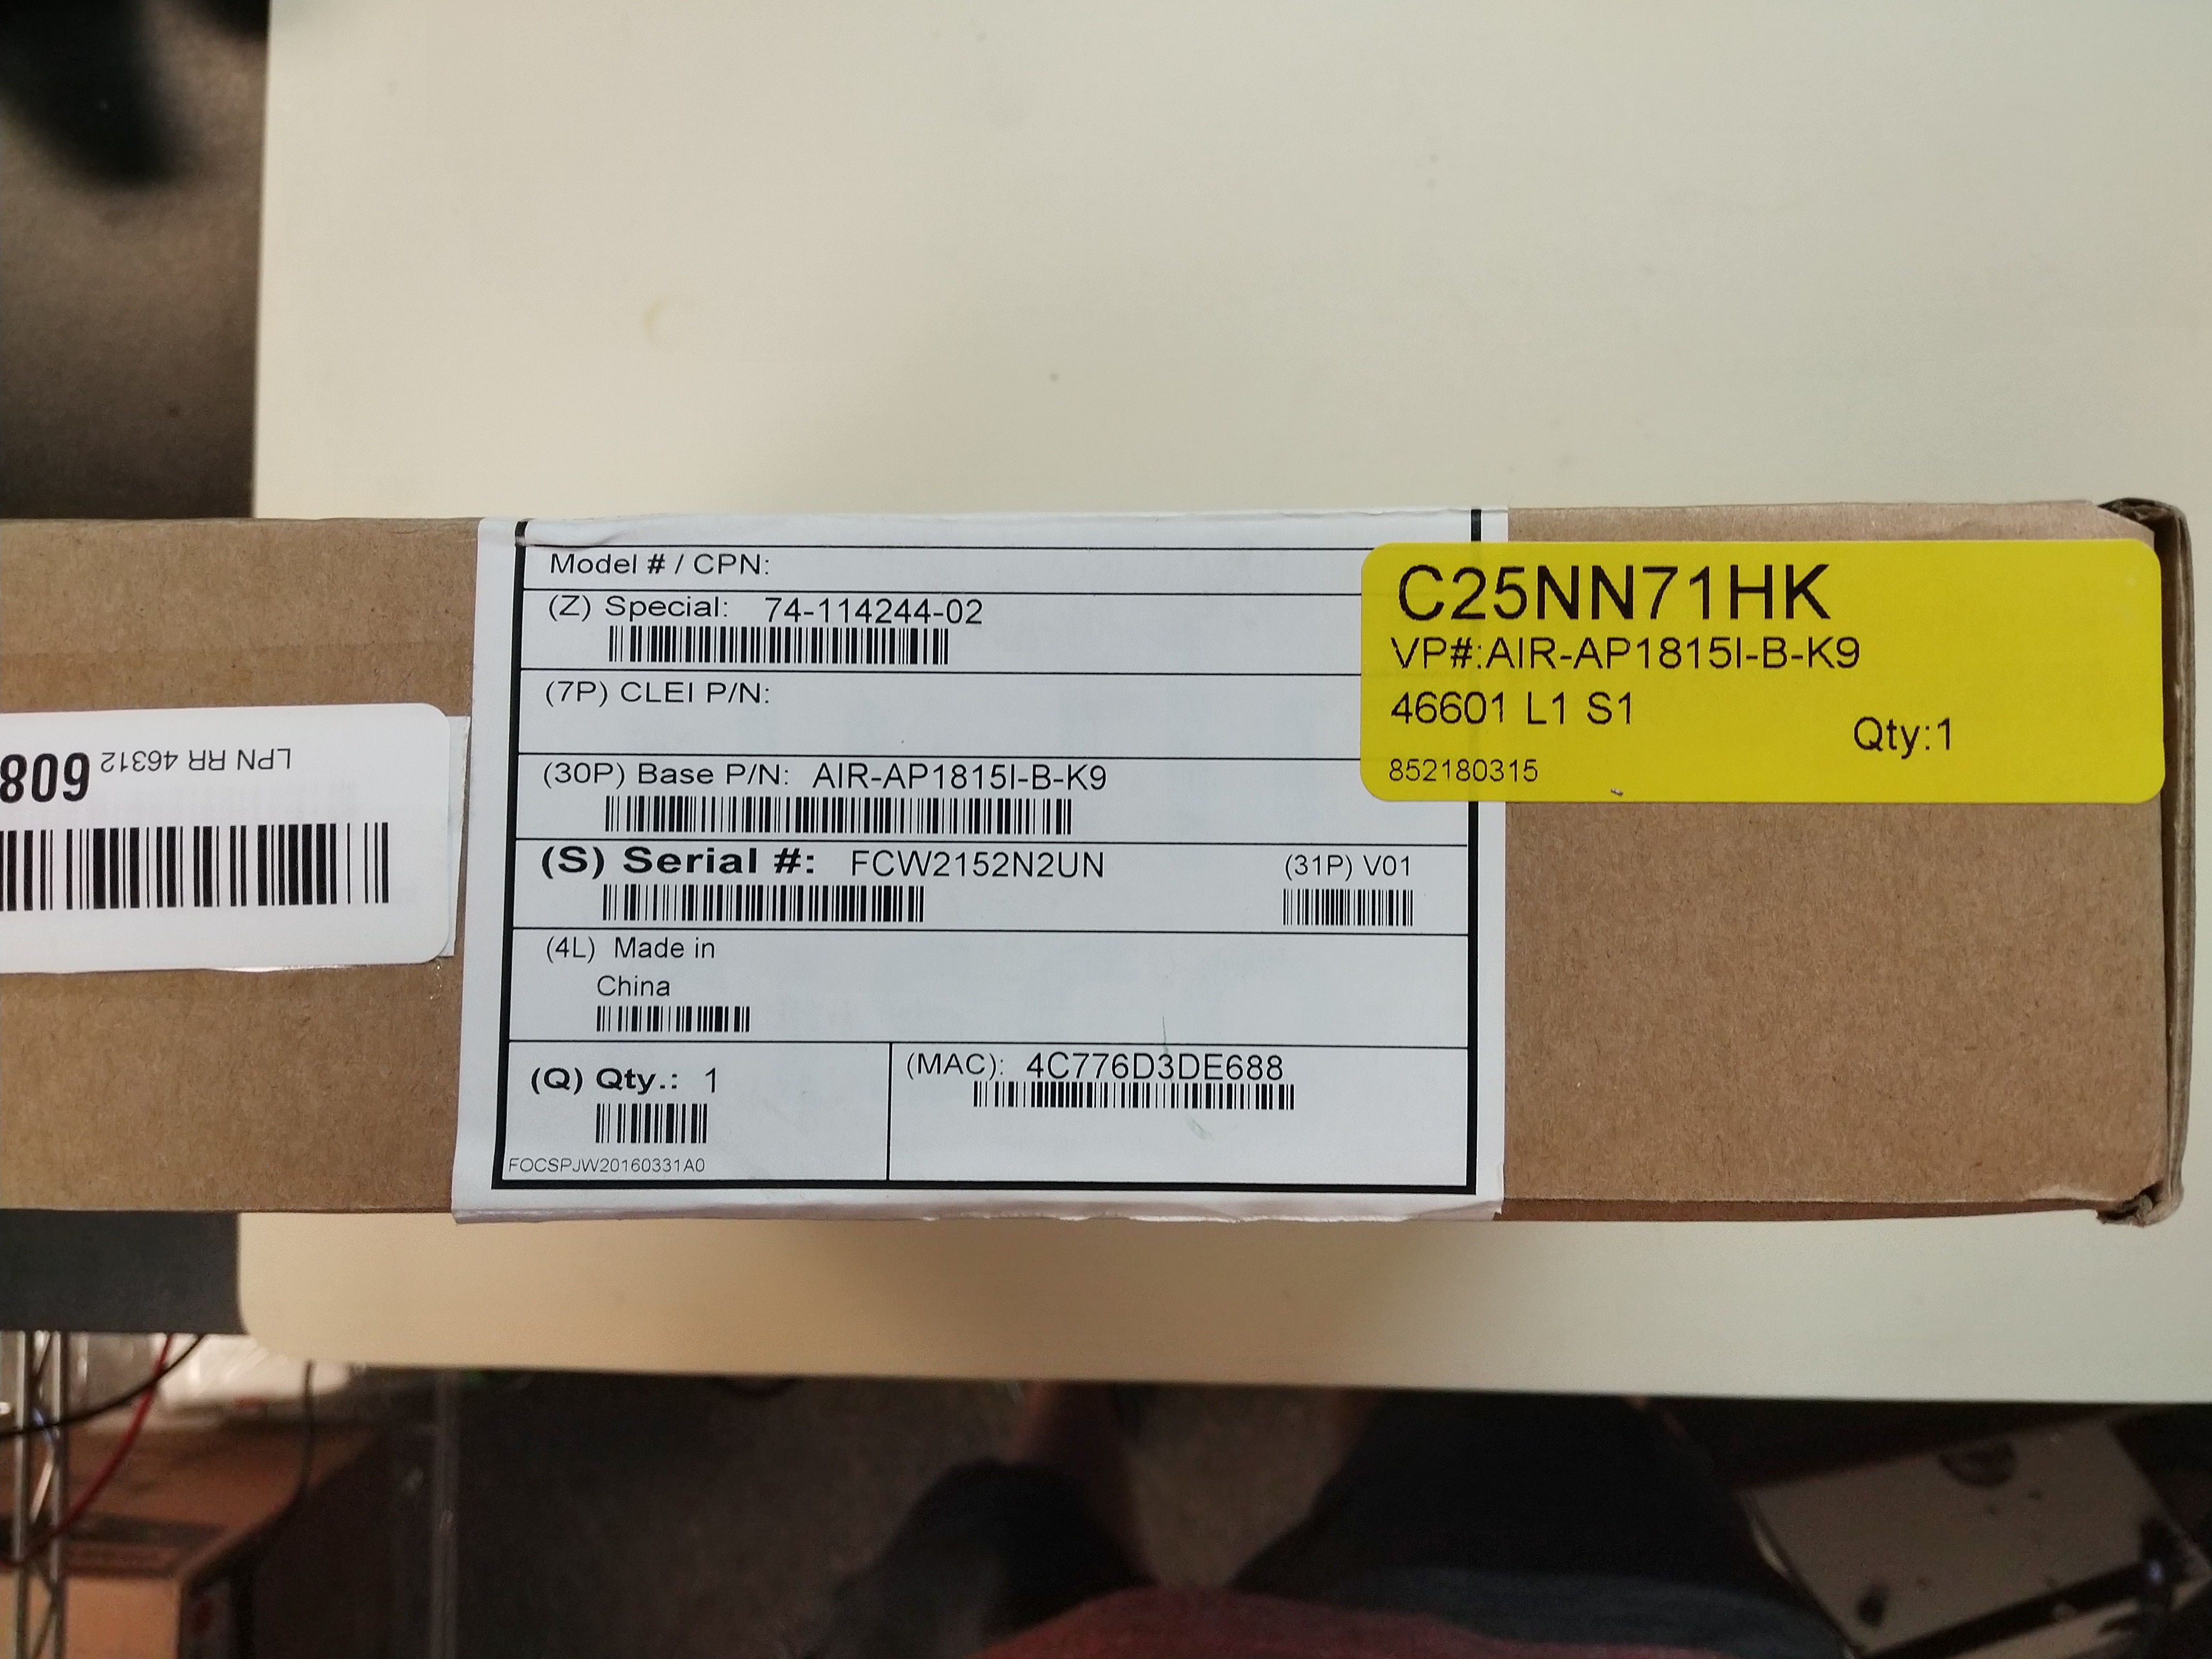 Model # / CPN:
(Z) Special: 74-114244-02
(7P) CLEI P/N:
(30P) Base P/N: AIR-AP1815I-B-K9
(S) Serial #: FCW2152N2UN (31P) V01
(4L) Made in
China
(Q) Qty.: 1
(MAC): 4C776D3DE688
FOCSPJW20160331A0
C25NN71HK
VP#:AIR-AP1815I-B-K9
46601 L1 S1
Qty:1
852180315
LPN RR 46312
608